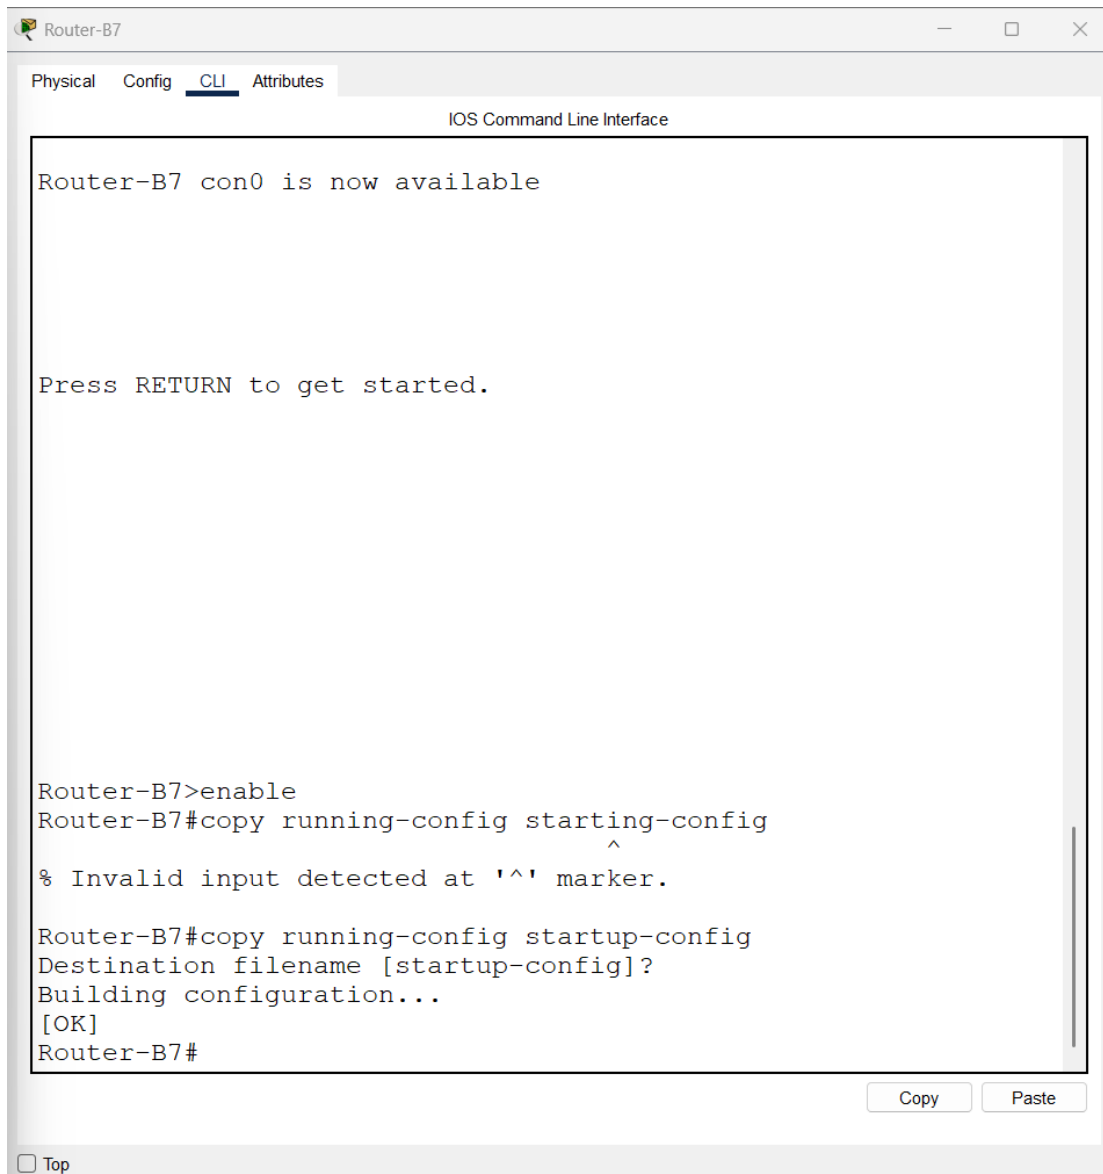 Router-B7
Physical Config CLI Attributes
IOS Command Line Interface
Router-B7 con0 is now available
Press RETURN to get started.
Router-B7>enable
Router-B7#copy running-config starting-config
^
% Invalid input detected at '^' marker.
Router-B7#copy running-config startup-config
Destination filename [startup-config]?
Building configuration...
[OK]
Router-B7#
Copy Paste
Top